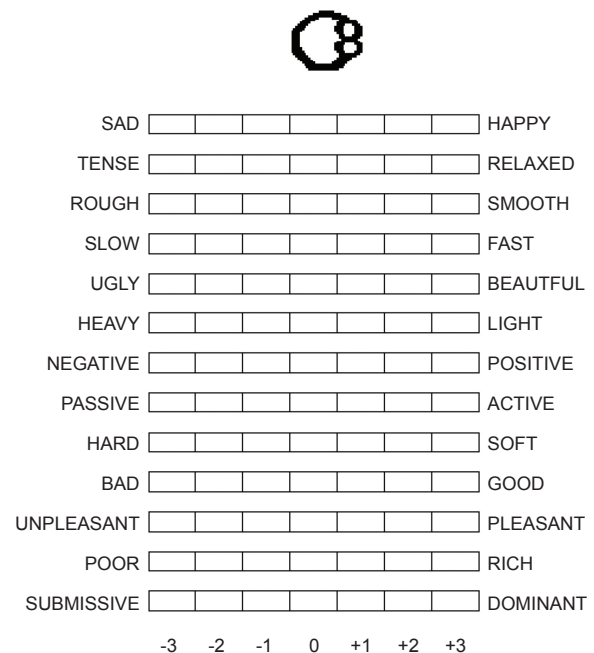 SAD HAPPY
TENSE RELAXED
ROUGH SMOOTH
SLOW FAST
UGLY BEAUTFUL
HEAVY LIGHT
NEGATIVE POSITIVE
PASSIVE ACTIVE
HARD SOFT
BAD GOOD
UNPLEASANT PLEASANT
POOR RICH
SUBMISSIVE DOMINANT
-3 -2 -1 0 +1 +2 +3